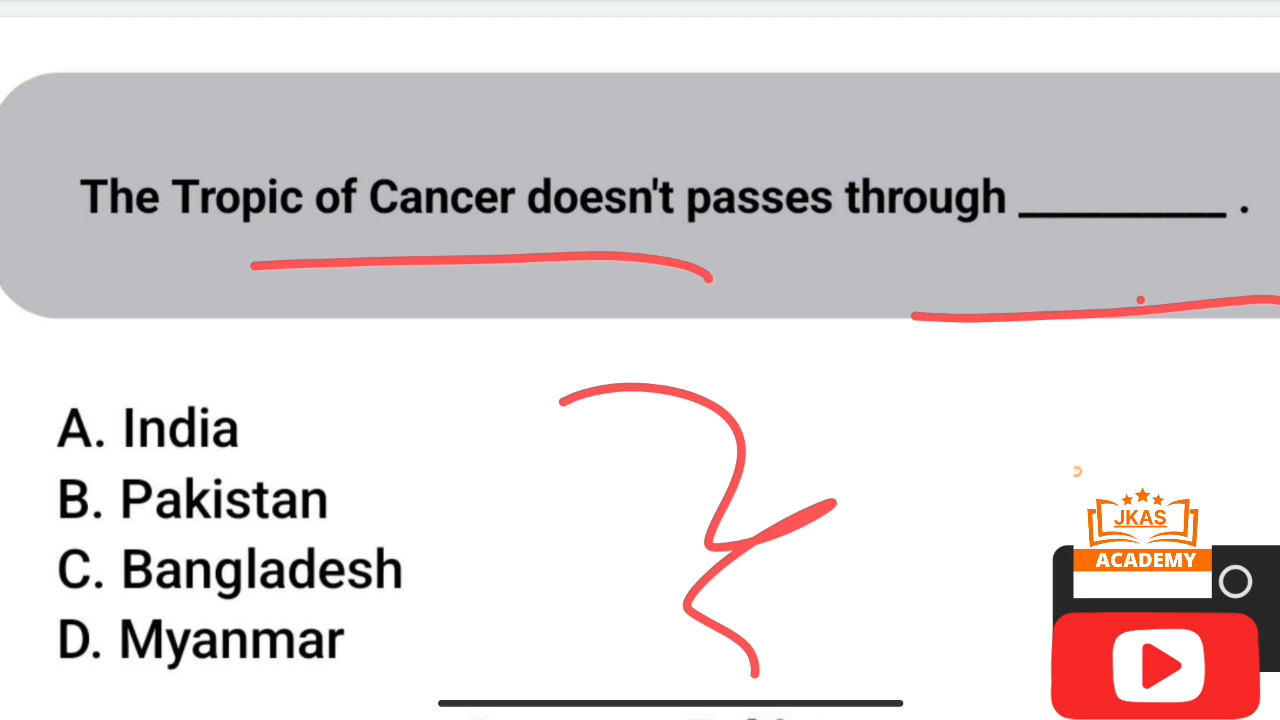 The Tropic of Cancer doesn't passes through ________ .
A. India
B. Pakistan
C. Bangladesh
D. Myanmar
JKAS
ACADEMY